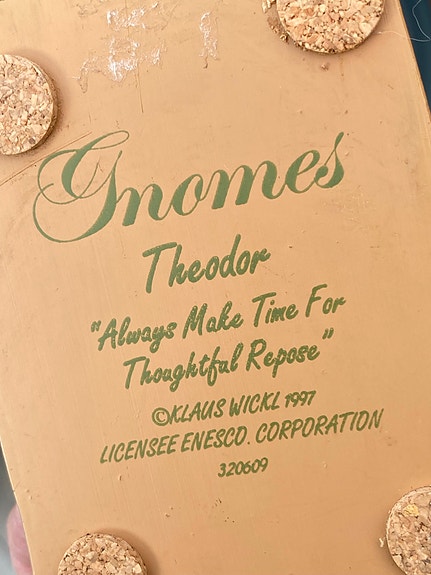 Gnomes
Theodor
"Always Make Time For
Thoughtful Repose"
©KLAUS WICKL 1997
LICENSEE ENESCO. CORPORATION
320609